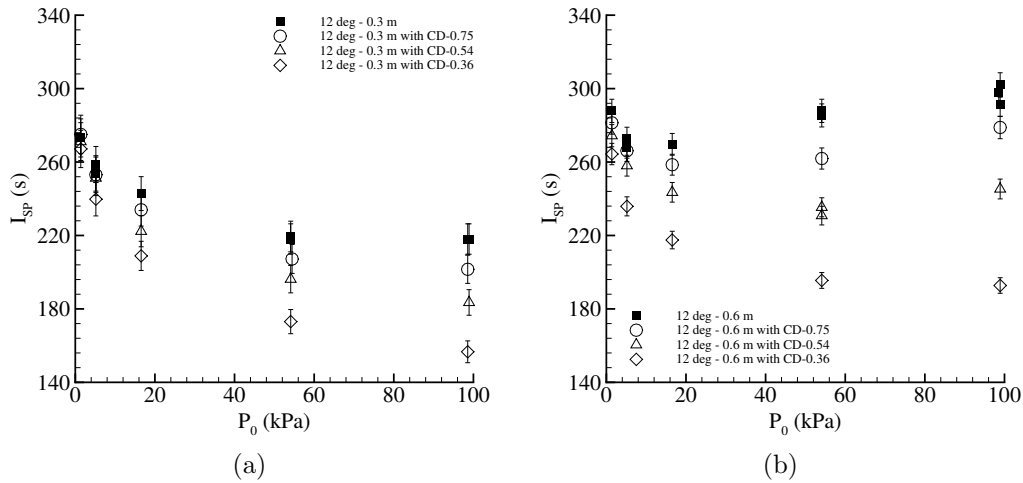 340
300
260
220
180
140
I_SP (s)
0 20 40 60 80 100
P_0 (kPa)
12 deg - 0.3 m
12 deg - 0.3 m with CD-0.75
12 deg - 0.3 m with CD-0.54
12 deg - 0.3 m with CD-0.36
(a)
340
300
260
220
180
140
I_SP (s)
0 20 40 60 80 100
P_0 (kPa)
12 deg - 0.6 m
12 deg - 0.6 m with CD-0.75
12 deg - 0.6 m with CD-0.54
12 deg - 0.6 m with CD-0.36
(b)